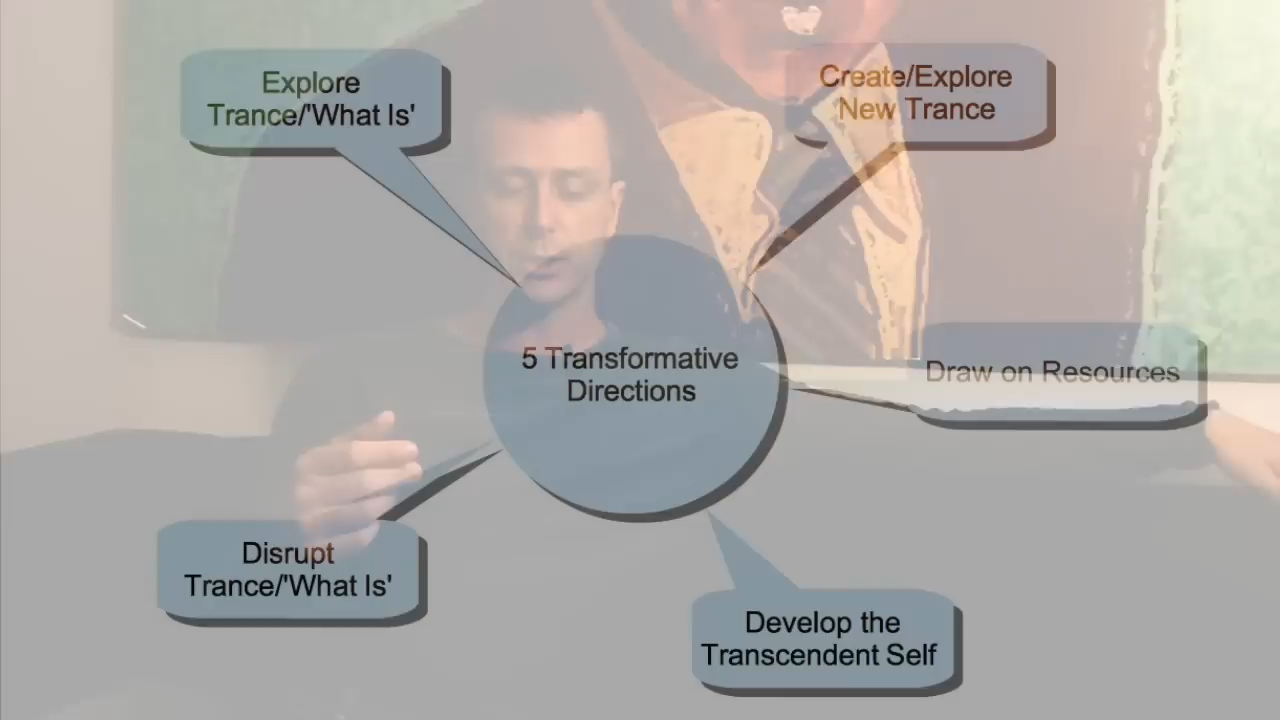 Explore
Trance/'What Is'
Create/Explore
New Trance
5 Transformative
Directions
Draw on Resources
Disrupt
Trance/'What Is'
Develop the
Transcendent Self